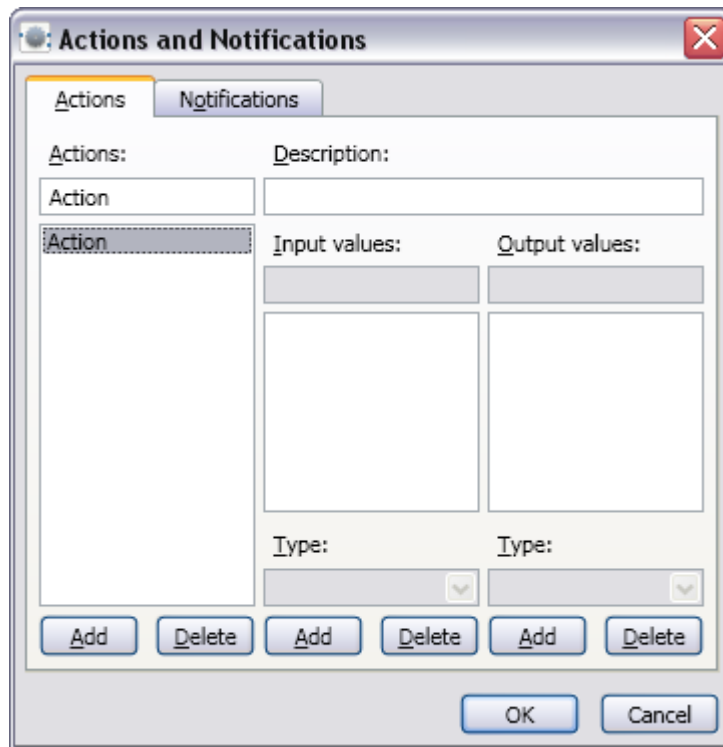 Actions and Notifications
Actions Notifications
Actions: Description:
Action
Action Input values: Output values:
Type: Type:
Add Delete Add Delete Add Delete
OK Cancel